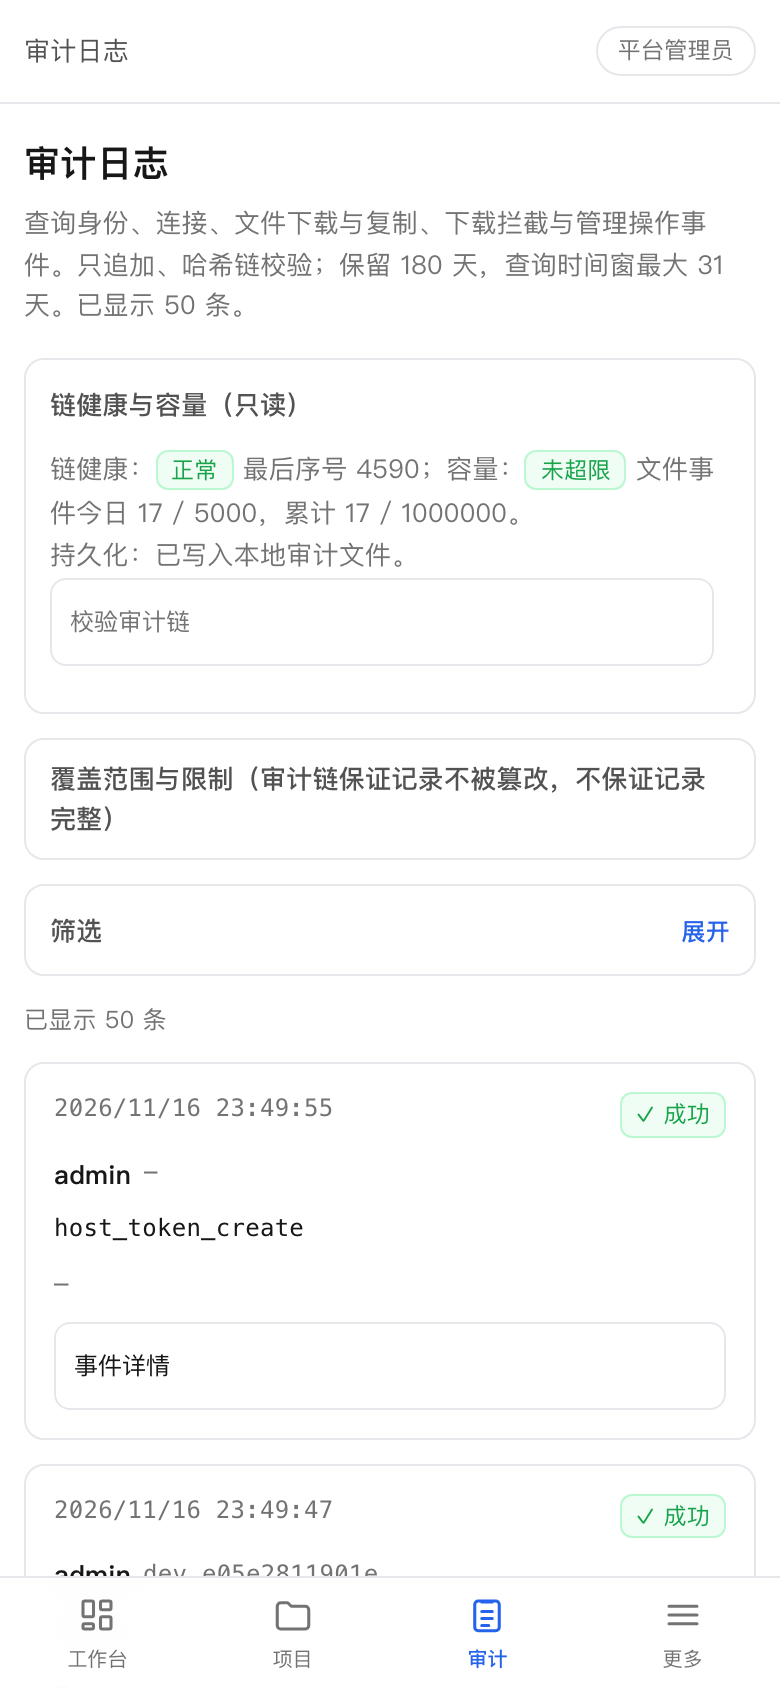 审计日志
平台管理员
审计日志
查询身份、连接、文件下载与复制、下载拦截与管理操作事
件。只追加、哈希链校验；保留 180 天，查询时间窗最大 31
天。已显示 50 条。
链健康与容量（只读）
链健康： 正常 最后序号 4590；容量： 未超限 文件事
件今日 17 / 5000，累计 17 / 1000000。
持久化：已写入本地审计文件。
校验审计链
覆盖范围与限制（审计链保证记录不被篡改，不保证记录
完整）
筛选
展开
已显示 50 条
2026/11/16 23:49:55
✓ 成功
admin —
host_token_create
—
事件详情
2026/11/16 23:49:47
✓ 成功
admin dev_e05e2811901e
工作台
项目
审计
更多